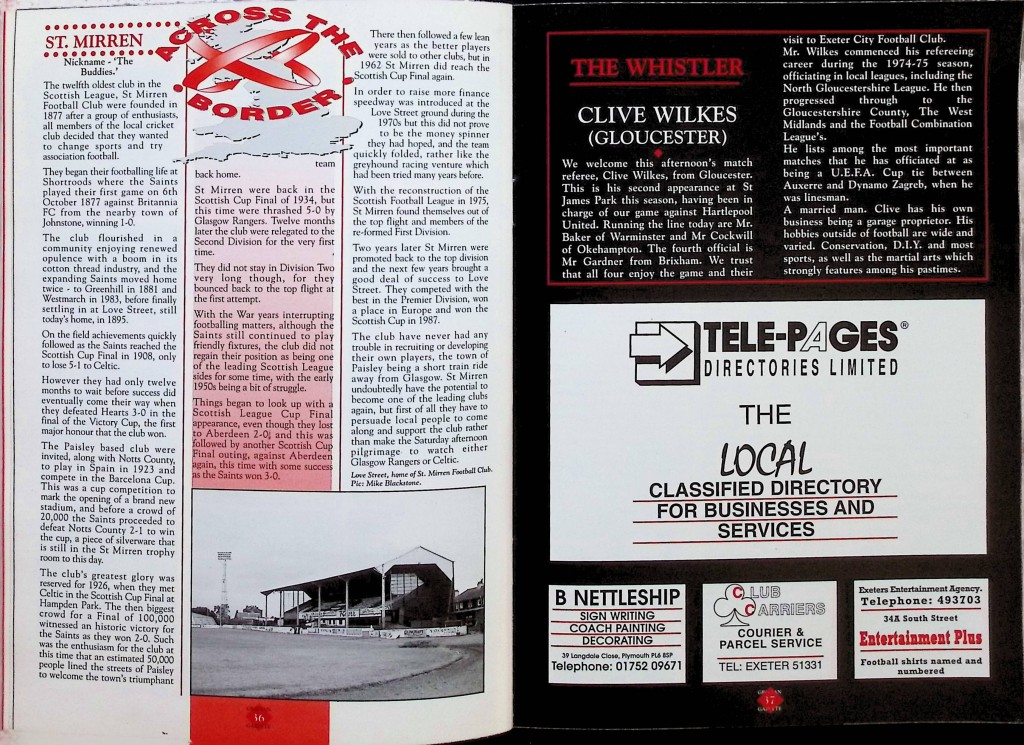 ST. MIRREN
Nickname - 'The
Buddies.'
The twelfth oldest club in the
Scottish League, St Mirren
Football Club were founded in
1877 after a group of enthusiasts,
all members of the local cricket
club decided that they wanted
to change sports and try
association football.
They began their footballing life at
Shortroods where the Saints
played their first game on 6th
October 1877 against Britannia
FC from the nearby town of
Johnstone, winning 1-0.
The club flourished in a
community enjoying renewed
opulence with a boom in its
cotton thread industry, and the
expanding Saints moved home
twice - to Greenhill in 1881 and
Westmarch in 1983, before finally
settling in at Love Street, still
today's home, in 1895.
On the field achievements quickly
followed as the Saints reached the
Scottish Cup Final in 1908, only
to lose 5-1 to Celtic.
However they had only twelve
months to wait before success did
eventually come their way when
they defeated Hearts 3-0 in the
final of the Victory Cup, the first
major honour that the club won.
The Paisley based club were
invited, along with Notts County,
to play in Spain in 1923 and
compete in the Barcelona Cup.
This was a cup competition to
mark the opening of a brand new
stadium, and before a crowd of
20,000 the Saints proceeded to
defeat Notts County 2-1 to win
the cup, a piece of silverware that
is still in the St Mirren trophy
room to this day.
The club's greatest glory was
reserved for 1926, when they met
Celtic in the Scottish Cup Final at
Hampden Park. The then biggest
crowd for a Final of 100,000
witnessed an historic victory for
the Saints as they won 2-0. Such
was the enthusiasm for the club at
this time that an estimated 50,000
people lined the streets of Paisley
to welcome the town's triumphant
ACROSS THE
BORDER
team
back home.
St Mirren were back in the
Scottish Cup Final of 1934, but
this time were thrashed 5-0 by
Glasgow Rangers. Twelve months
later the club were relegated to the
Second Division for the very first
time.
They did not stay in Division Two
very long though, for they
bounced back to the top flight at
the first attempt.
With the War years interrupting
footballing matters, although the
Saints still continued to play
friendly fixtures, the club did not
regain their position as being one
of the leading Scottish League
sides for some time, with the early
1950s being a bit of struggle.
Things began to look up with a
Scottish League Cup Final
appearance, even though they lost
to Aberdeen 2-0; and this was
followed by another Scottish Cup
Final outing, against Aberdeen
again, this time with some success
as the Saints won 3-0.
There then followed a few lean
years as the better players
were sold to other clubs, but in
1962 St Mirren did reach the
Scottish Cup Final again.
In order to raise more finance
speedway was introduced at the
Love Street ground during the
1970s but this did not prove
to be the money spinner
they had hoped, and the team
quickly folded, rather like the
greyhound racing venture which
had been tried many years before.
With the reconstruction of the
Scottish Football League in 1975,
St Mirren found themselves out of
the top flight and members of the
re-formed First Division.
Two years later St Mirren were
promoted back to the top division
and the next few years brought a
good deal of success to Love
Street. They competed with the
best in the Premier Division, won
a place in Europe and won the
Scottish Cup in 1987.
The club have never had any
trouble in recruiting or developing
their own players, the town of
Paisley being a short train ride
away from Glasgow. St Mirren
undoubtedly have the potential to
become one of the leading clubs
again, but first of all they have to
persuade local people to come
along and support the club rather
than make the Saturday afternoon
pilgrimage to watch either
Glasgow Rangers or Celtic.
Love Street, home of St. Mirren Football Club.
Pic: Mike Blackstone.
36
THE WHISTLER
CLIVE WILKES
(GLOUCESTER)
We welcome this afternoon's match
referee, Clive Wilkes, from Gloucester.
This is his second appearance at St
James Park this season, having been in
charge of our game against Hartlepool
United. Running the line today are Mr.
Baker of Warminster and Mr Cockwill
of Okehampton. The fourth official is
Mr Gardner from Brixham. We trust
that all four enjoy the game and their
visit to Exeter City Football Club.
Mr. Wilkes commenced his refereeing
career during the 1974-75 season,
officiating in local leagues, including the
North Gloucestershire League. He then
progressed through to the
Gloucestershire County, The West
Midlands and the Football Combination
League's.
He lists among the most important
matches that he has officiated at as
being a U.E.F.A. Cup tie between
Auxerre and Dynamo Zagreb, when he
was linesman.
A married man. Clive has his own
business being a garage proprietor. His
hobbies outside of football are wide and
varied. Conservation, D.I.Y. and most
sports, as well as the martial arts which
strongly features among his pastimes.
TELE-PAGES®
DIRECTORIES LIMITED
THE
LOCAL
CLASSIFIED DIRECTORY
FOR BUSINESSES AND
SERVICES
B NETTLESHIP
SIGN WRITING
COACH PAINTING
DECORATING
39 Langdale Close, Plymouth PL6 8SP
Telephone: 01752 09671
CLUB
CARRIERS
COURIER &
PARCEL SERVICE
TEL: EXETER 51331
Exeters Entertainment Agency.
Telephone: 493703
34A South Street
Entertainment Plus
Football shirts named and
numbered
GRECIAN
37
GAZETTE